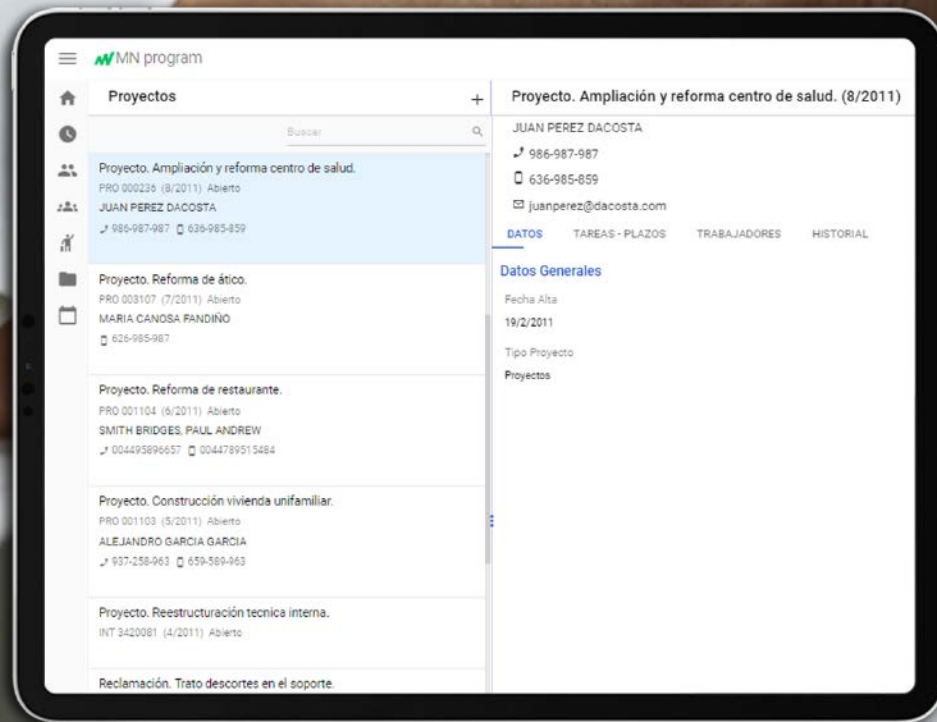 MN program
Proyectos
Buscar
Proyecto. Ampliación y reforma centro de salud.
PRO 000236 (8/2011) Abierto
JUAN PEREZ DACOSTA
986-987-987 636-985-859
Proyecto. Reforma de ático.
PRO 003107 (7/2011) Abierto
MARIA CANOSA FANDIÑO
626-985-987
Proyecto. Reforma de restaurante.
PRO 001104 (6/2011) Abierto
SMITH BRIDGES, PAUL ANDREW
004495896657 0044789515484
Proyecto. Construcción vivienda unifamiliar.
PRO 001103 (5/2011) Abierto
ALEJANDRO GARCIA GARCIA
937-258-963 659-589-963
Proyecto. Reestructuración tecnica interna.
INT 3420081 (4/2011) Abierto
Reclamación. Trato descortes en el soporte.
Proyecto. Ampliación y reforma centro de salud. (8/2011)
JUAN PEREZ DACOSTA
986-987-987
636-985-859
juanperez@dacosta.com
DATOS TAREAS - PLAZOS TRABAJADORES HISTORIAL
Datos Generales
Fecha Alta
19/2/2011
Tipo Proyecto
Proyectos